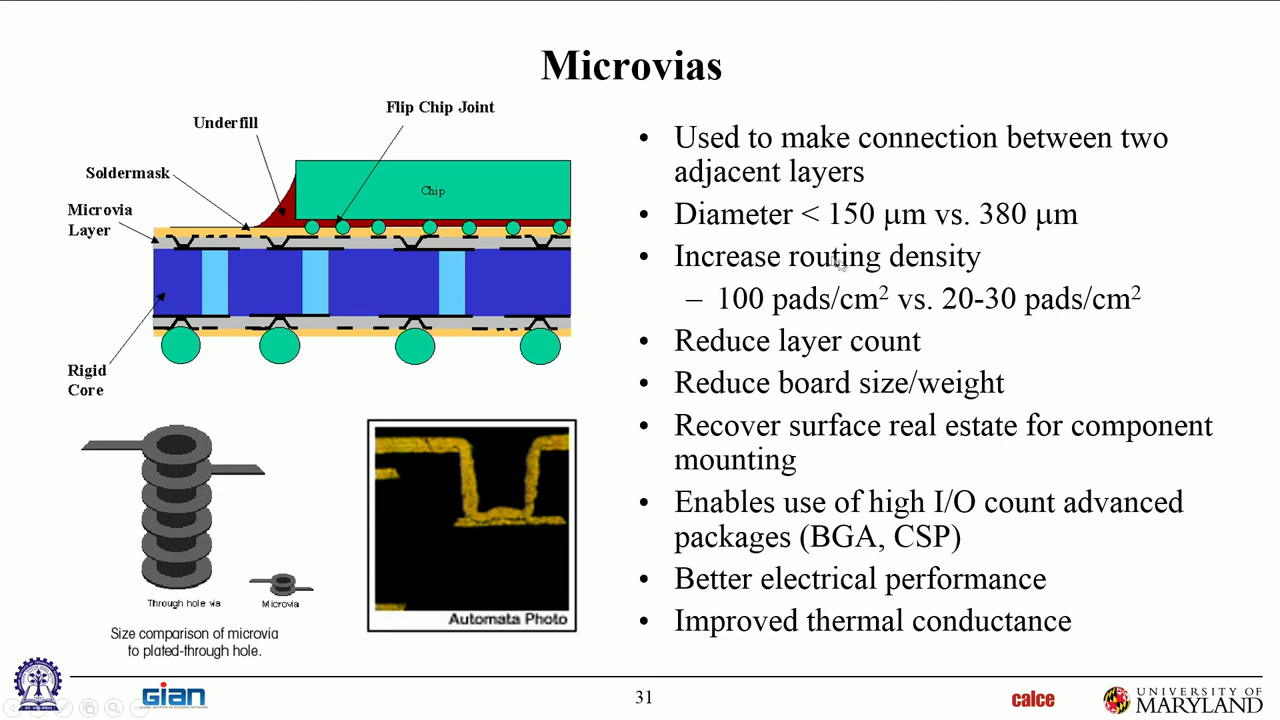 Microvias
Flip Chip Joint
Underfill
Soldermask
Chip
Microvia
Layer
Rigid
Core
Through hole via
Microvia
Size comparison of microvia
to plated-through hole.
Automata Photo
• Used to make connection between two
adjacent layers
• Diameter < 150 μm vs. 380 μm
• Increase routing density
– 100 pads/cm² vs. 20-30 pads/cm²
• Reduce layer count
• Reduce board size/weight
• Recover surface real estate for component
mounting
• Enables use of high I/O count advanced
packages (BGA, CSP)
• Better electrical performance
• Improved thermal conductance
GIAN
31
calce
UNIVERSITY OF
MARYLAND